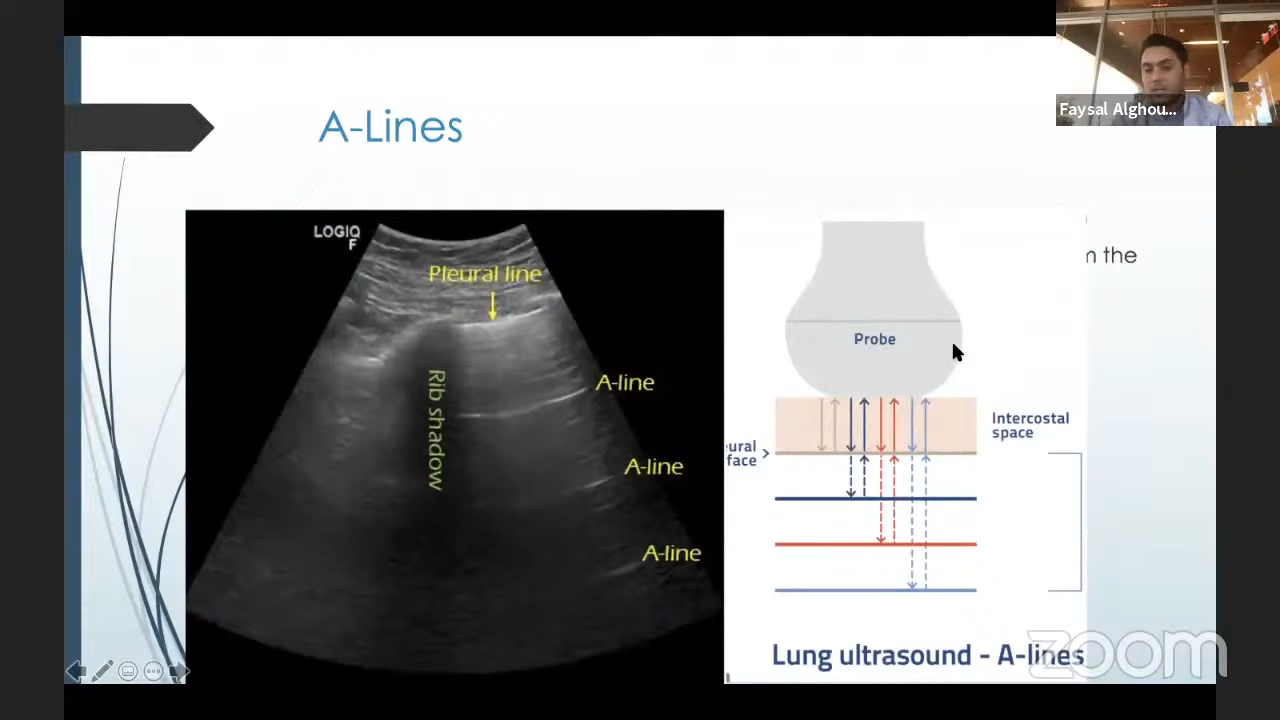 Faysal Alghou...
A-Lines
LOGIQ
F
Pleural line
n the
Probe
Rib shadow
A-line
Intercostal
space
ural
face
A-line
A-line
Lung ultrasound - A-lines
zoom